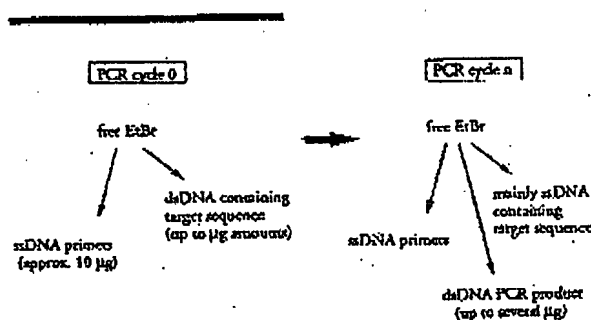 PCR cycle 0
free EtBr
dsDNA containing
target sequence
(up to µg amounts)
ssDNA primers
(approx. 10 µg)
PCR cycle n
free EtBr
mainly ssDNA
containing
target sequence
ssDNA primers
dsDNA PCR product
(up to several µg)